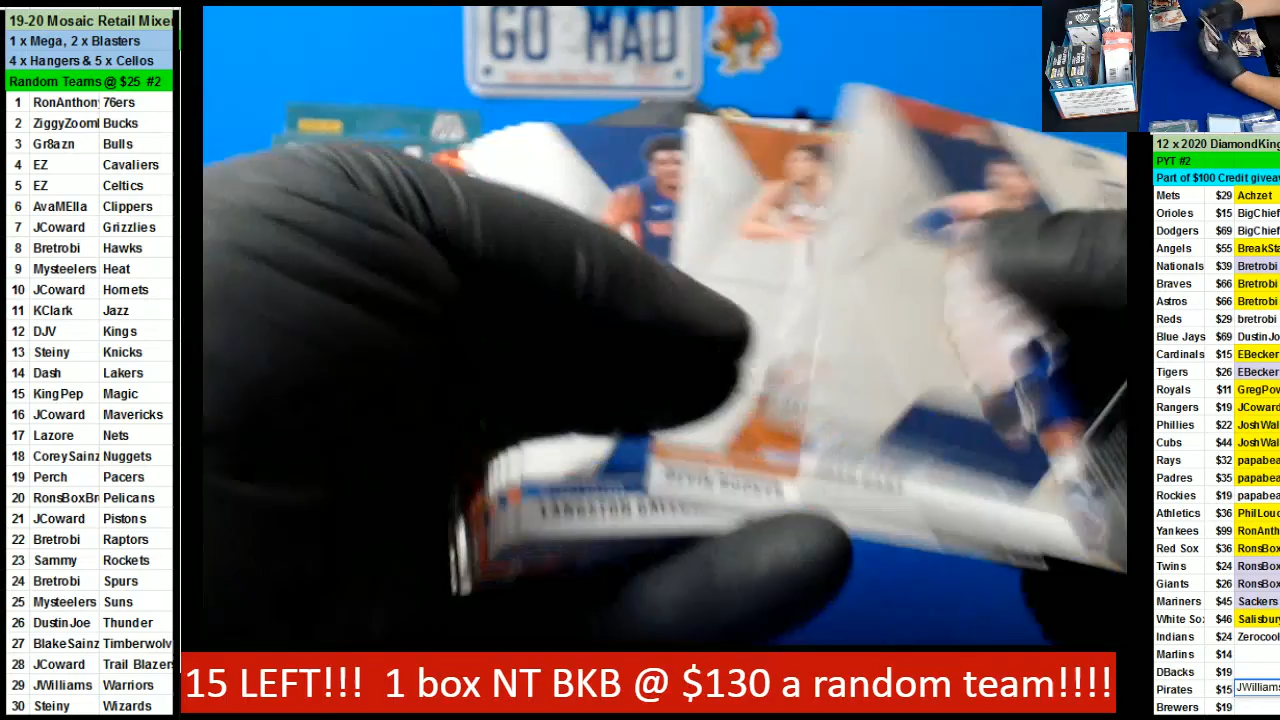 19-20 Mosaic Retail Mixer
1 x Mega, 2 x Blasters
4 x Hangers & 5 x Cellos
Random Teams @ $25 #2
1 RonAnthony 76ers
2 ZiggyZooml Bucks
3 Gr8azn Bulls
4 EZ Cavaliers
5 EZ Celtics
6 AvaMElla Clippers
7 JCoward Grizzlies
8 Bretrobi Hawks
9 Mysteelers Heat
10 JCoward Hornets
11 KClark Jazz
12 DJV Kings
13 Steiny Knicks
14 Dash Lakers
15 KingPep Magic
16 JCoward Mavericks
17 Lazore Nets
18 CoreySainz Nuggets
19 Perch Pacers
20 RonsBoxBr Pelicans
21 JCoward Pistons
22 Bretrobi Raptors
23 Sammy Rockets
24 Bretrobi Spurs
25 Mysteelers Suns
26 DustinJoe Thunder
27 BlakeSainz Timberwolv
28 JCoward Trail Blazers
29 JWilliams Warriors
30 Steiny Wizards
GO MAD
15 LEFT!!! 1 box NT BKB @ $130 a random team!!!!
12 x 2020 DiamondKing
PYT #2
Part of $100 Credit giveav
Mets $29 Achzet
Orioles $15 BigChief
Dodgers $69 BigChief
Angels $55 BreakSta
Nationals $39 Bretrobi
Braves $66 Bretrobi
Astros $66 Bretrobi
Reds $29 bretrobi
Blue Jays $69 DustinJo
Cardinals $15 EBecker
Tigers $26 EBecker
Royals $11 GregPov
Rangers $19 JCoward
Phillies $22 JoshWal
Cubs $44 JoshWal
Rays $32 papabea
Padres $35 papabea
Rockies $19 papabea
Athletics $36 PhilLoud
Yankees $99 RonAnth
Red Sox $36 RonsBox
Twins $24 RonsBox
Giants $26 RonsBox
Mariners $45 Sackers
White Sox $46 Salisbury
Indians $24 Zerocool
Marlins $14
DBacks $19
Pirates $15 JWilliams
Brewers $19